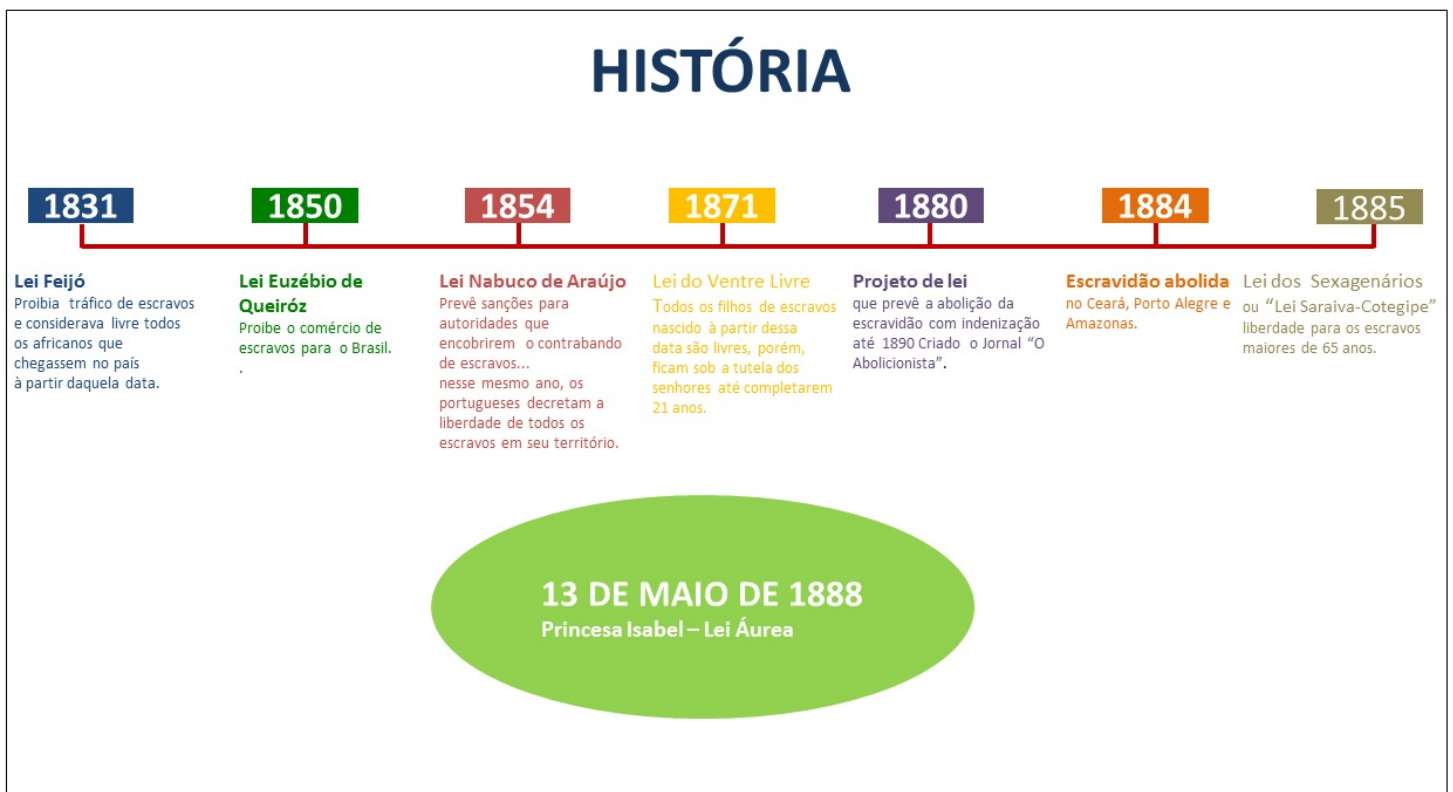 HISTÓRIA
1831
1850
1854
1871
1880
1884
1885
Lei Feijó
Proibia tráfico de escravos
e considerava livre todos
os africanos que
chegassem no país
à partir daquela data.
Lei Euzébio de
Queiróz
Proibe o comércio de
escravos para o Brasil.
.
Lei Nabuco de Araújo
Prevê sanções para
autoridades que
encobrirem o contrabando
de escravos...
nesse mesmo ano, os
portugueses decretam a
liberdade de todos os
escravos em seu território.
Lei do Ventre Livre
Todos os filhos de escravos
nascido à partir dessa
data são livres, porém,
ficam sob a tutela dos
senhores até completarem
21 anos.
Projeto de lei
que prevê a abolição da
escravidão com indenização
até 1890 Criado o Jornal "O
Abolicionista".
Escravidão abolida
no Ceará, Porto Alegre e
Amazonas.
Lei dos Sexagenários
ou "Lei Saraiva-Cotegipe"
liberdade para os escravos
maiores de 65 anos.
13 DE MAIO DE 1888
Princesa Isabel – Lei Áurea